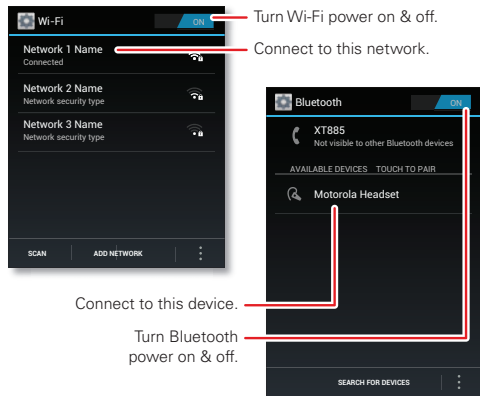 Wi-Fi
ON
Turn Wi-Fi power on & off.
Network 1 Name
Connected
Connect to this network.
Network 2 Name
Network security type
Network 3 Name
Network security type
SCAN
ADD NETWORK
Bluetooth
ON
XT885
Not visible to other Bluetooth devices
AVAILABLE DEVICES TOUCH TO PAIR
Motorola Headset
Connect to this device.
Turn Bluetooth
power on & off.
SEARCH FOR DEVICES